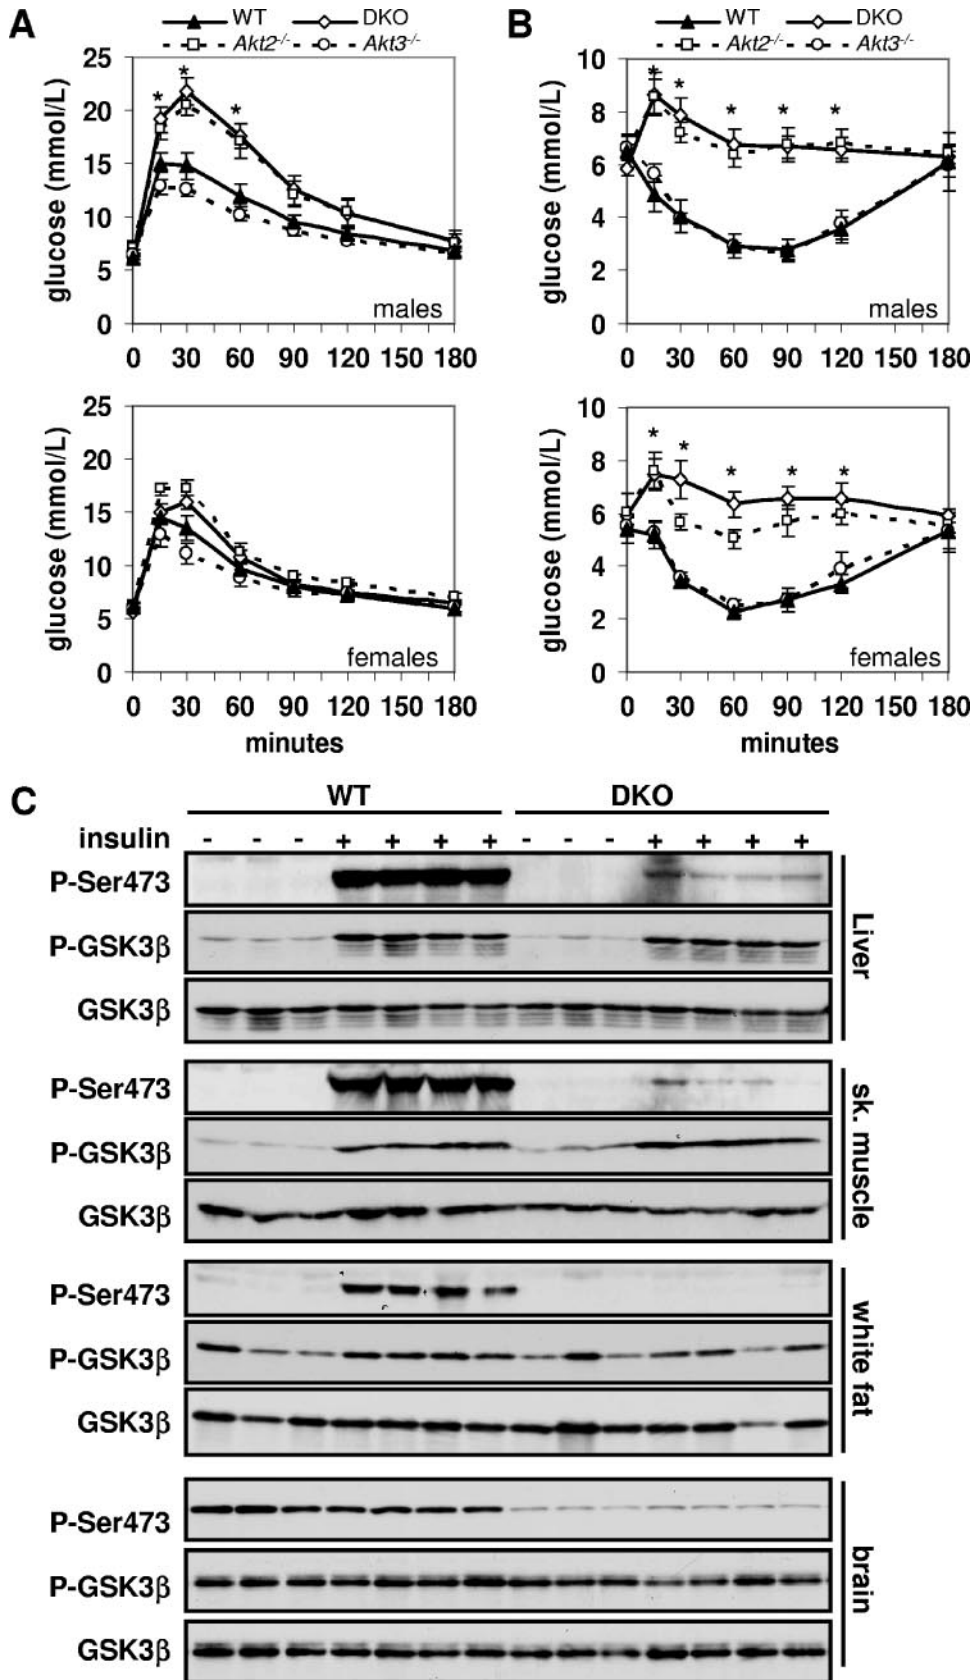 A
WT DKO
Akt2-/- Akt3-/-
glucose (mmol/L)
25
20
15
10
5
0
* * *
males
0 30 60 90 120 150 180
B
WT DKO
Akt2-/- Akt3-/-
glucose (mmol/L)
10
8
6
4
2
0
* * * * *
males
0 30 60 90 120 150 180
glucose (mmol/L)
25
20
15
10
5
0
females
0 30 60 90 120 150 180
minutes
glucose (mmol/L)
10
8
6
4
2
0
* * * * *
females
0 30 60 90 120 150 180
minutes
C
WT DKO
insulin - - - + + + + - - - + + + +
P-Ser473
P-GSK3β
GSK3β
Liver
P-Ser473
P-GSK3β
GSK3β
sk. muscle
P-Ser473
P-GSK3β
GSK3β
white fat
P-Ser473
P-GSK3β
GSK3β
brain